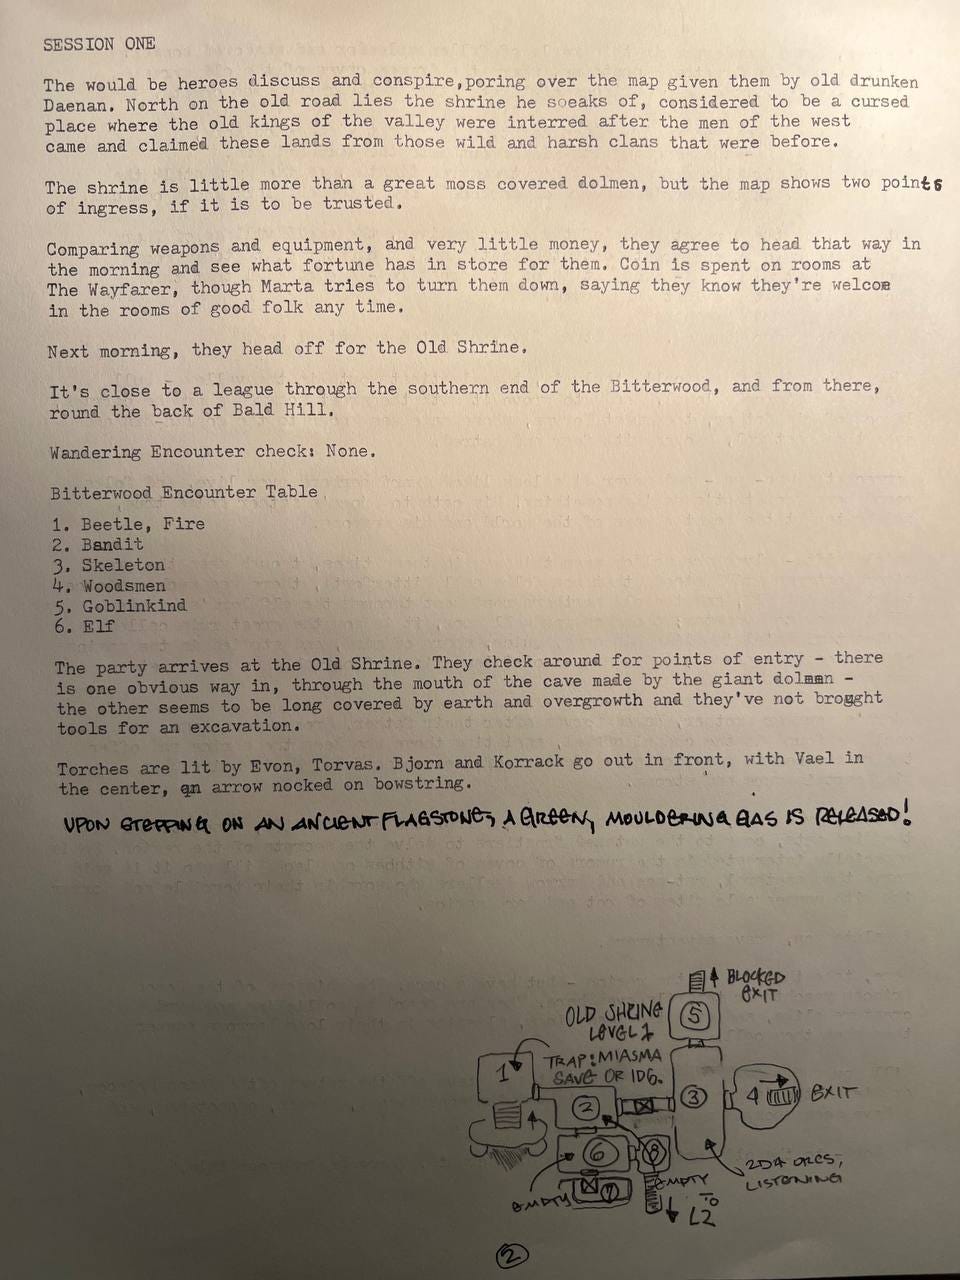 SESSION ONE
The would be heroes discuss and conspire,poring over the map given them by old drunken
Daenan. North on the old road lies the shrine he soeaks of, considered to be a cursed
place where the old kings of the valley were interred after the men of the west
came and claimed these lands from those wild and harsh clans that were before.
The shrine is little more than a great moss covered dolmen, but the map shows two points
of ingress, if it is to be trusted.
Comparing weapons and equipment, and very little money, they agree to head that way in
the morning and see what fortune has in store for them. Coin is spent on rooms at
The Wayfarer, though Marta tries to turn them down, saying they know they're welcom
in the rooms of good folk any time.
Next morning, they head off for the Old Shrine.
It's close to a league through the southern end of the Bitterwood, and from there,
round the back of Bald Hill.
Wandering Encounter check: None.
Bitterwood Encounter Table
1. Beetle, Fire
2. Bandit
3. Skeleton
4. Woodsmen
5. Goblinkind
6. Elf
The party arrives at the Old Shrine. They check around for points of entry - there
is one obvious way in, through the mouth of the cave made by the giant dolmen -
the other seems to be long covered by earth and overgrowth and they've not brought
tools for an excavation.
Torches are lit by Evon, Torvas. Bjorn and Korrack go out in front, with Vael in
the center, an arrow nocked on bowstring.
UPON STEPPING ON AN ANCIENT FLAGSTONE, A GREEN, MOULDERING GAS IS RELEASED!
BLOCKED
EXIT
OLD SHRINE
LEVEL 1
5
TRAP: MIASMA
SAVE OR 1D6.
1
2
3
4
EXIT
6
8
2D4 ORCS,
LISTENING
EMPTY
7
EMPTY
TO
L2
2